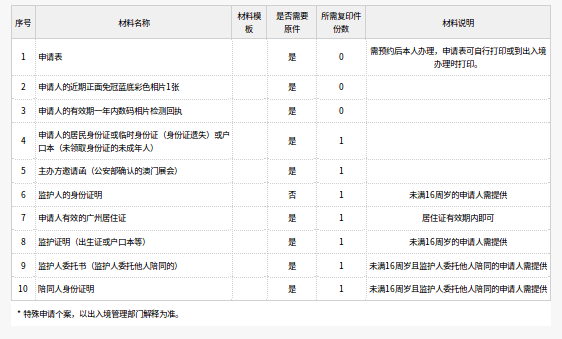 序号 材料名称 材料模板 是否需要原件 所需复印件份数 材料说明
1 申请表 是 0 需预约后本人办理，申请表可自行打印或到出入境办理时打印。
2 申请人的近期正面免冠蓝底彩色相片1张 是 0
3 申请人的有效期一年内数码相片检测回执 是 0
4 申请人的居民身份证或临时身份证（身份证遗失）或户口本（未领取身份证的未成年人） 是 1
5 主办方邀请函（公安部确认的澳门展会） 是 1
6 监护人的身份证明 否 1 未满16周岁的申请人需提供
7 申请人有效的广州居住证 是 1 居住证有效期内即可
8 监护证明（出生证或户口本等） 是 1 未满16周岁的申请人需提供
9 监护人委托书（监护人委托他人陪同的） 是 1 未满16周岁且监护人委托他人陪同的申请人需提供
10 陪同人身份证明 是 1 未满16周岁且监护人委托他人陪同的申请人需提供
* 特殊申请个案，以出入境管理部门解释为准。